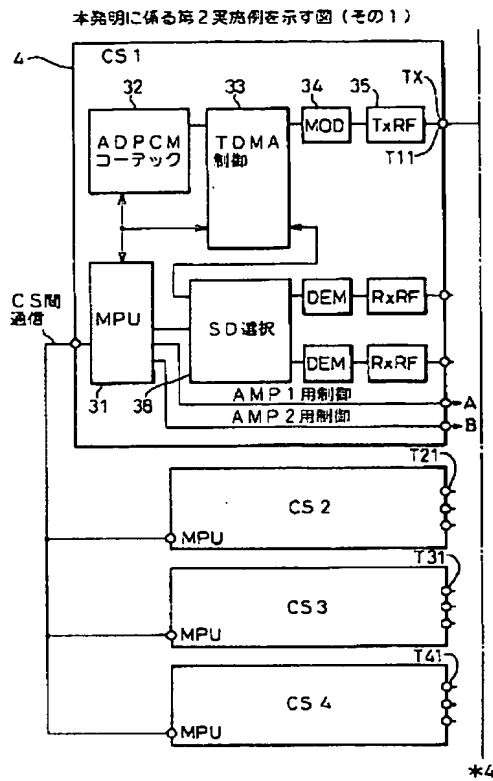 本発明に係る第2実施例を示す図（その1）
4
CS1
32
33
34
35
TX
ADPCM
コーデック
TDMA
制御
MOD
TxRF
T11
CS間
通信
MPU
SD選択
DEM
RxRF
DEM
RxRF
31
38
AMP1用制御
A
AMP2用制御
B
T21
CS2
MPU
T31
CS3
MPU
T41
CS4
MPU
*4